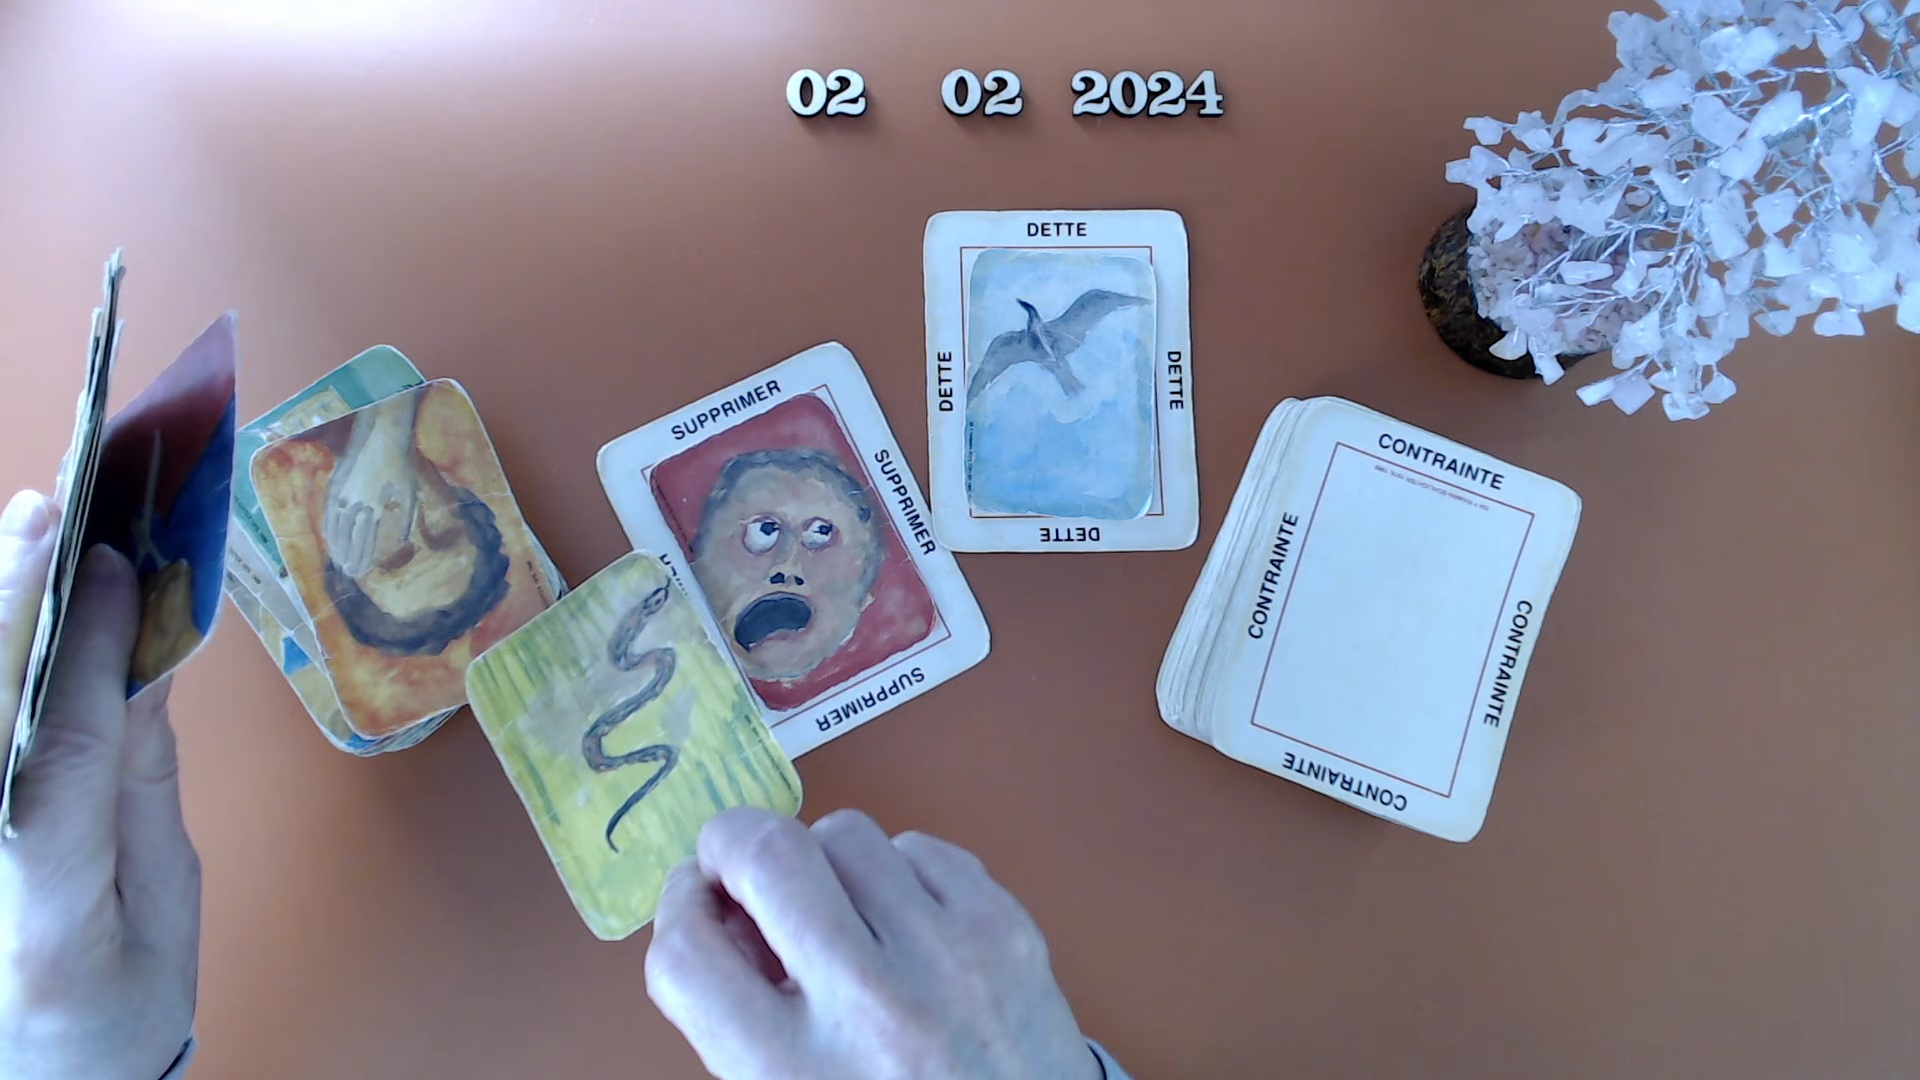 02 02 2024
DETTE
DETTE
DETTE
DETTE
SUPPRIMER
SUPPRIMER
SUPPRIMER
CONTRAINTE
CONTRAINTE
CONTRAINTE
CONTRAINTE